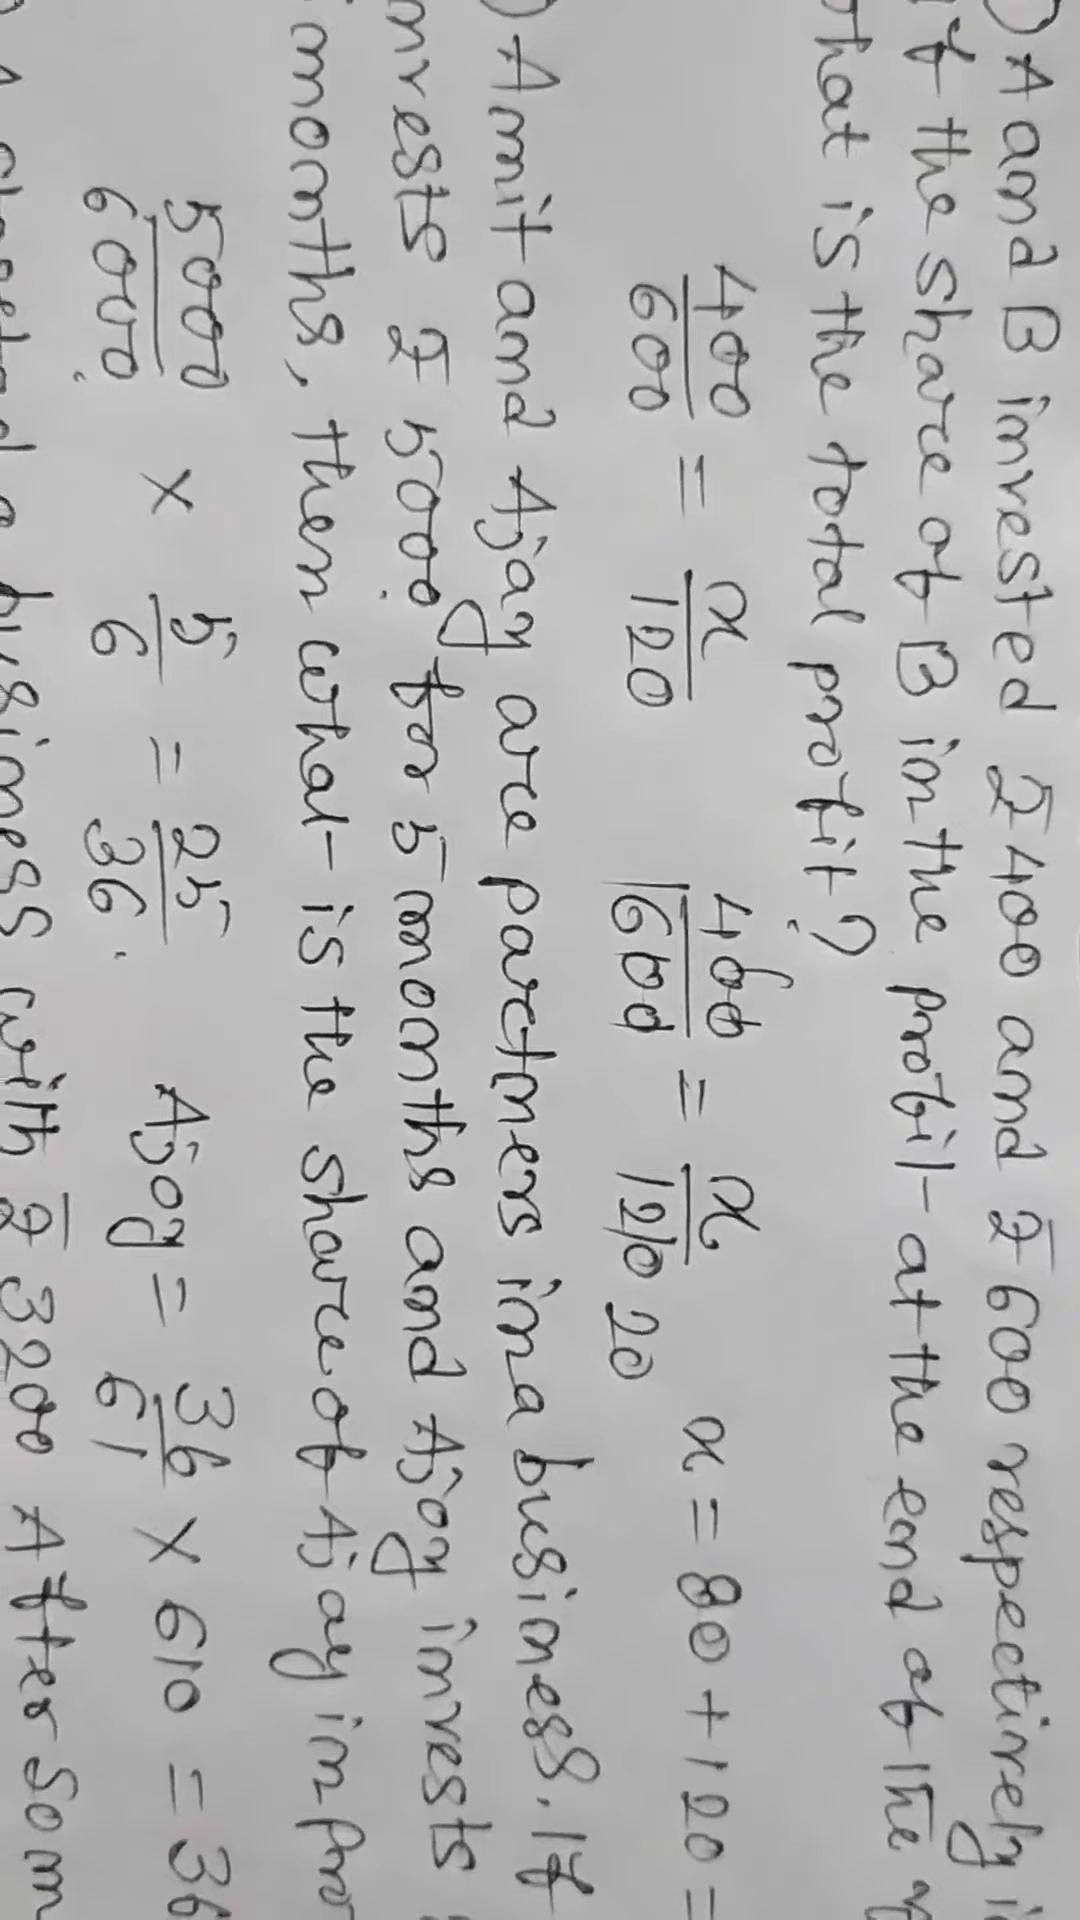 ) A and B invested ₹400 and ₹600 respectively i
if the share of B in the profit at the end of the y
what is the total profit?
400/600 = x/120 400/600 = x/120 20 x = 80 + 120 =
) Amit and Ajay are partners in a business. If
invests ₹ 5000 for 5 months and Ajoy invests
months, then what is the share of Ajay in pro
5000/6000 × 5/6 = 25/36 Ajoy = 36/61 × 610 = 36
A started a business with ₹ 3200 After som